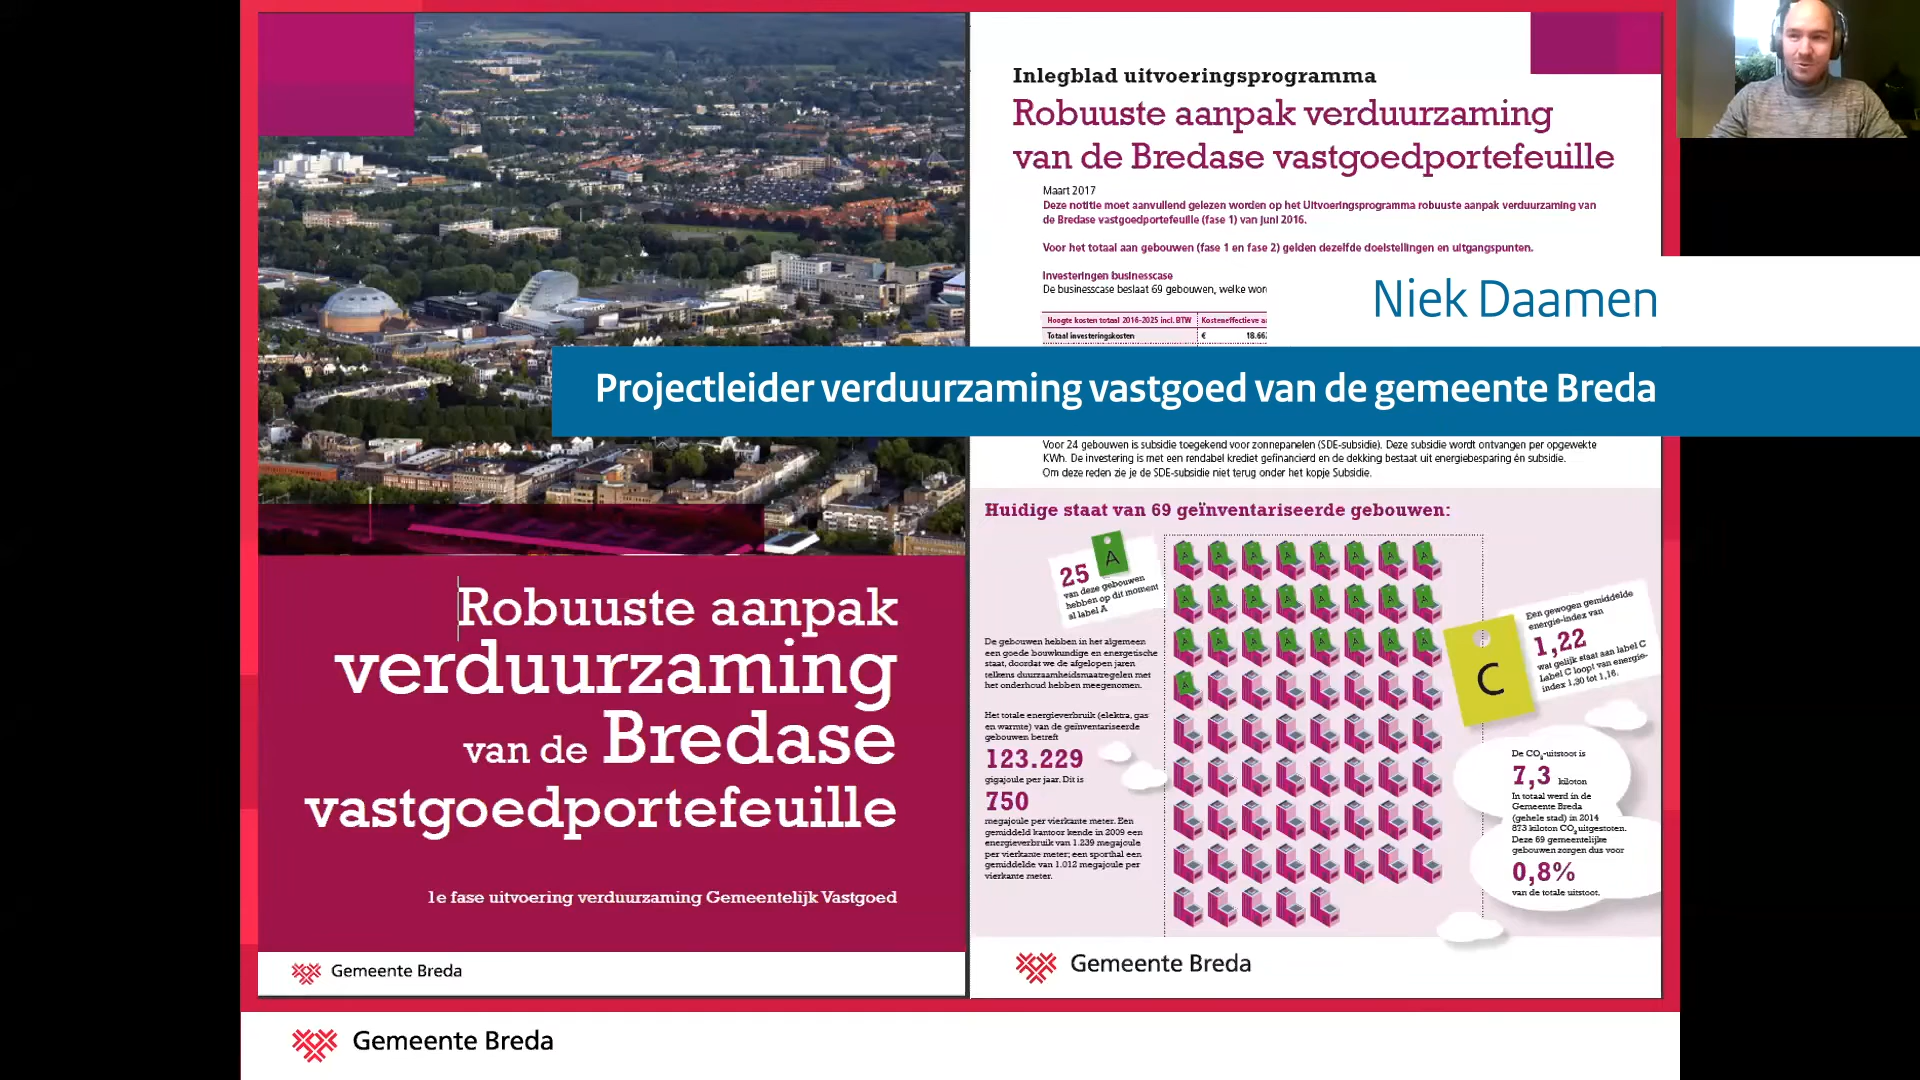 Robuuste aanpak
verduurzaming
van de Bredase
vastgoedportefeuille
1e fase uitvoering verduurzaming Gemeentelijk Vastgoed
Gemeente Breda
Inlegblad uitvoeringsprogramma
Robuuste aanpak verduurzaming
van de Bredase vastgoedportefeuille
Maart 2017
Deze notitie moet aanvullend gelezen worden op het Uitvoeringsprogramma robuuste aanpak verduurzaming van
de Bredase vastgoedportefeuille (fase 1) van juni 2016.
Voor het totaal aan gebouwen (fase 1 en fase 2) gelden dezelfde doelstellingen en uitgangspunten.
Investeringen businesscase
De businesscase beslaat 69 gebouwen, welke
Hoogte kosten totaal 2016-2025 incl. BTW Kosteneffectieve
Totaal investeringskosten €
Niek Daamen
Projectleider verduurzaming vastgoed van de gemeente Breda
Voor 24 gebouwen is subsidie toegekend voor zonnepanelen (SDE-subsidie). Deze subsidie wordt ontvangen per opgewekte
KWh. De investering is met een rendabel krediet gefinancierd en de dekking bestaat uit energiebesparing én subsidie.
Om deze reden zie je de SDE-subsidie niet terug onder het kopje Subsidie.
Huidige staat van 69 geïnventariseerde gebouwen:
A
25
van deze gebouwen
hebben op dit moment
al label A
De gebouwen hebben in het algemeen
een goede bouwkundige en energetische
staat, doordat we de afgelopen jaren
telkens duurzaamheidsmaatregelen met
het onderhoud hebben meegenomen.
Het totale energieverbruik (elektra, gas
en warmte) van de geïnventariseerde
gebouwen betreft
123.229
gigajoule per jaar. Dit is
750
megajoule per vierkante meter. Een
gemiddeld kantoor kende in 2009 een
energieverbruik van 1.239 megajoule
per vierkante meter; een sporthal een
gemiddelde van 1.012 megajoule per
vierkante meter.
A A A A A A A A
A A A A A A A A
A A A A A A A A
A
C
Een gewogen gemiddelde
energie-index van
1,22
wat gelijk staat aan label C
Label C loopt van energie-
index 1,30 tot 1,16.
De CO₂-uitstoot is
7,3 kiloton
In totaal werd in de
Gemeente Breda
(gehele stad) in 2014
873 kiloton CO₂ uitgestoten.
Deze 69 gemeentelijke
gebouwen zorgen dus voor
0,8%
van de totale uitstoot.
Gemeente Breda
Gemeente Breda